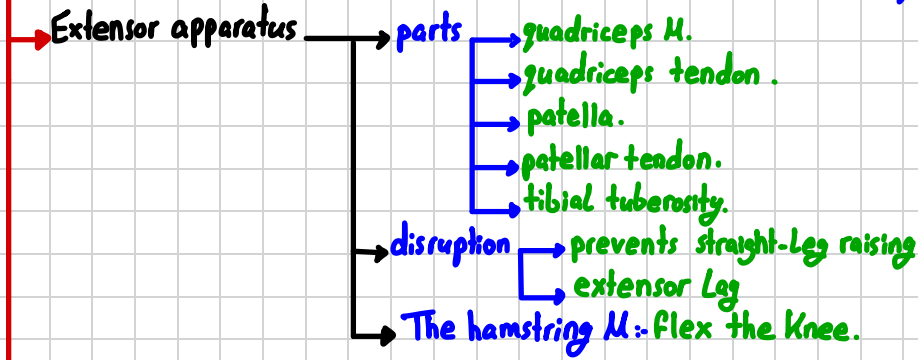 Extensor apparatus
parts
quadriceps M.
quadriceps tendon .
patella.
patellar tendon.
tibial tuberosity.
disruption
prevents straight-Leg raising
extensor Lag
The hamstring M:- flex the Knee.